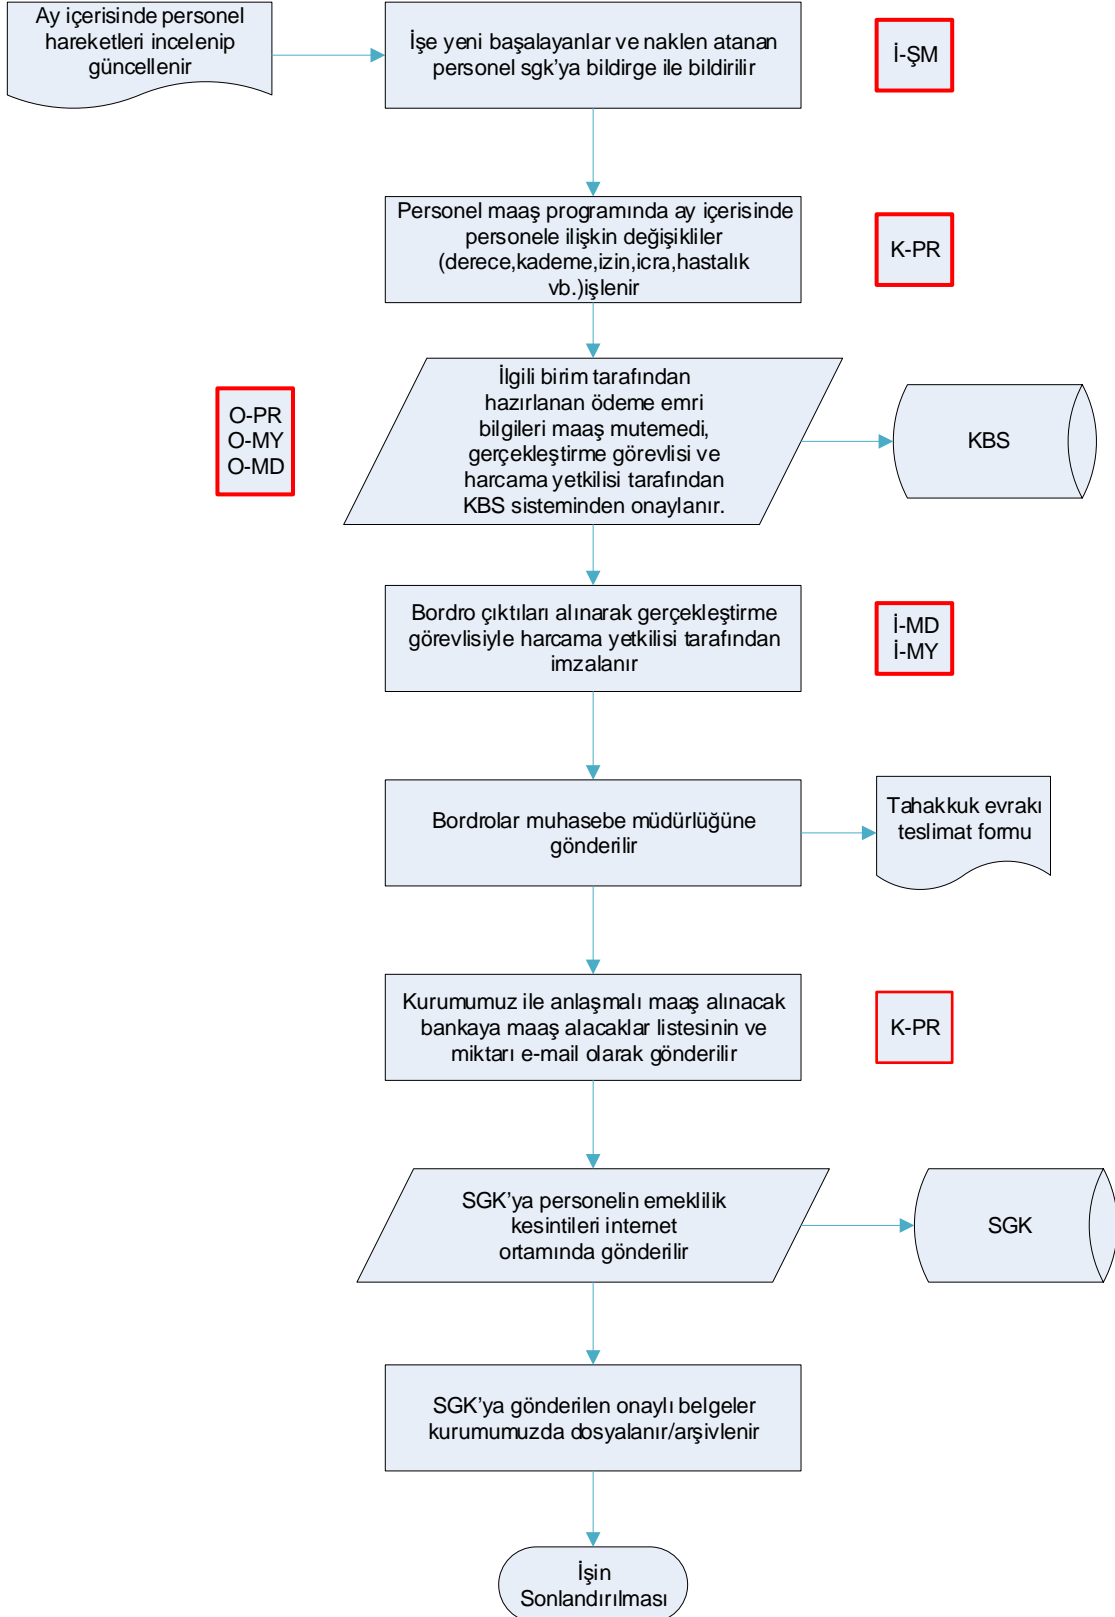 Ay içerisinde personel
hareketleri incelenip
güncellenir
İşe yeni başalayanlar ve naklen atanan
personel sgk’ya bildirge ile bildirilir
İ-ŞM
Personel maaş programında ay içerisinde
personele ilişkin değişikliler
(derece,kademe,izin,icra,hastalık
vb.)işlenir
K-PR
O-PR
O-MY
O-MD
İlgili birim tarafından
hazırlanan ödeme emri
bilgileri maaş mutemedi,
gerçekleştirme görevlisi ve
harcama yetkilisi tarafından
KBS sisteminden onaylanır.
KBS
Bordro çıktıları alınarak gerçekleştirme
görevlisiyle harcama yetkilisi tarafından
imzalanır
İ-MD
İ-MY
Bordrolar muhasebe müdürlüğüne
gönderilir
Tahakkuk evrakı
teslimat formu
Kurumumuz ile anlaşmalı maaş alınacak
bankaya maaş alacaklar listesinin ve
miktarı e-mail olarak gönderilir
K-PR
SGK’ya personelin emeklilik
kesintileri internet
ortamında gönderilir
SGK
SGK’ya gönderilen onaylı belgeler
kurumumuzda dosyalanır/arşivlenir
İşin
Sonlandırılması